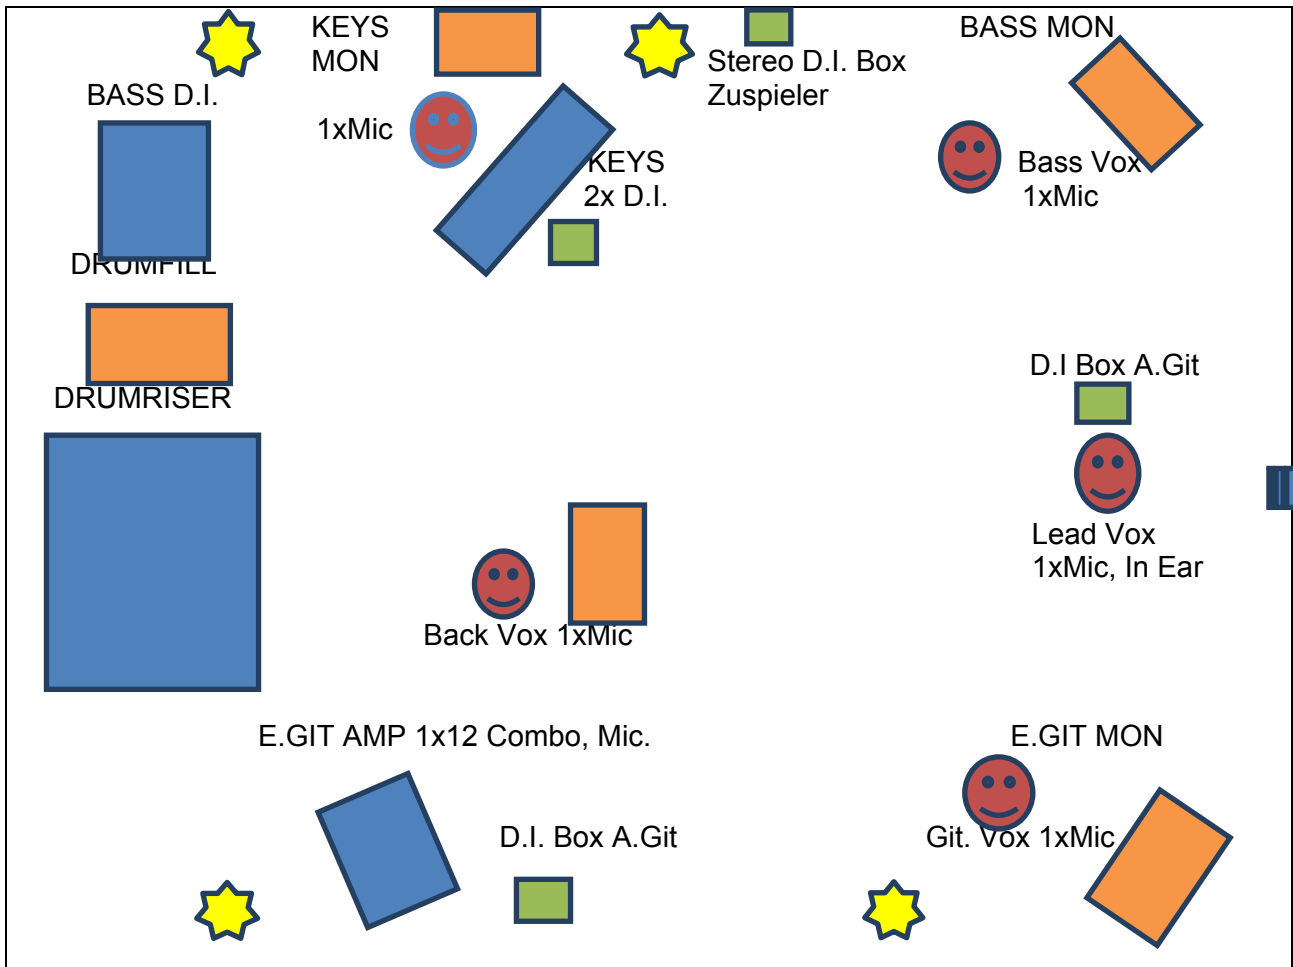 KEYS
MON
BASS MON
Stereo D.I. Box
Zuspieler
BASS D.I.
1xMic
KEYS
2x D.I.
Bass Vox
1xMic
DRUMFILL
D.I Box A.Git
DRUMRISER
Lead Vox
1xMic, In Ear
Back Vox 1xMic
E.GIT AMP 1x12 Combo, Mic.
E.GIT MON
D.I. Box A.Git
Git. Vox 1xMic